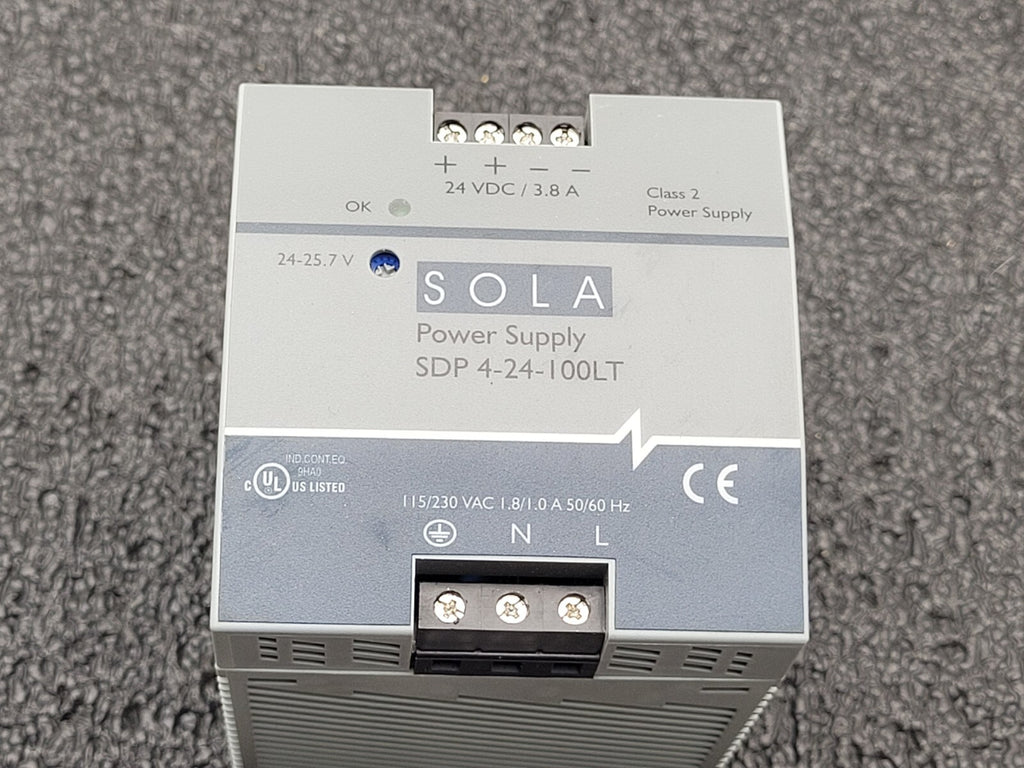 + + – –
24 VDC / 3.8 A
Class 2
Power Supply
OK
24-25.7 V
SOLA
Power Supply
SDP 4-24-100LT
IND.CONT.EQ.
9HA0
C UL US LISTED
CE
115/230 VAC 1.8/1.0 A 50/60 Hz
N L